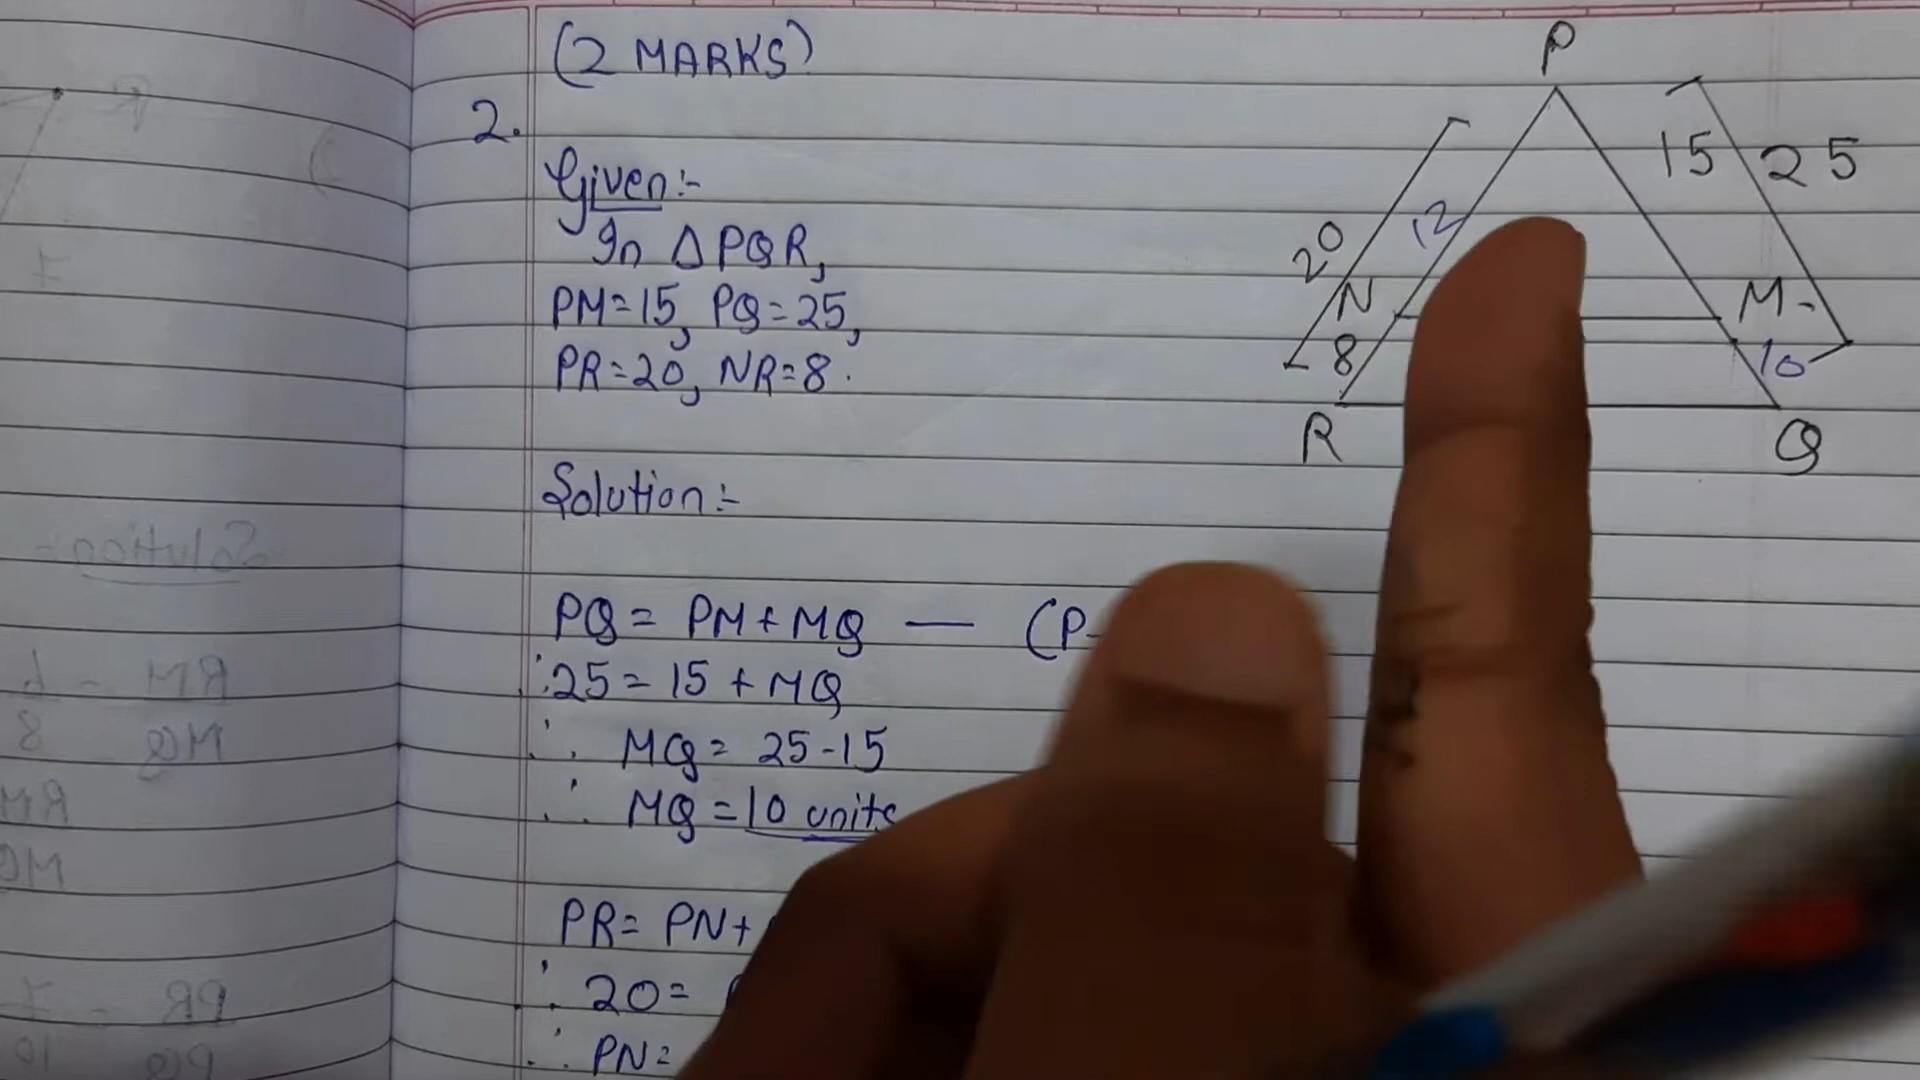 (2 MARKS)
2.
Given:-
In △PQR,
PM=15, PQ=25,
PR=20, NR=8.
P
15
25
20
12
N
M
8
10
R
Q
Solution:-
PQ = PM+MQ — (P-
∴ 25 = 15 + MQ
∴ MQ = 25-15
∴ MQ = 10 units
PR= PN+
∴ 20=
∴ PN=